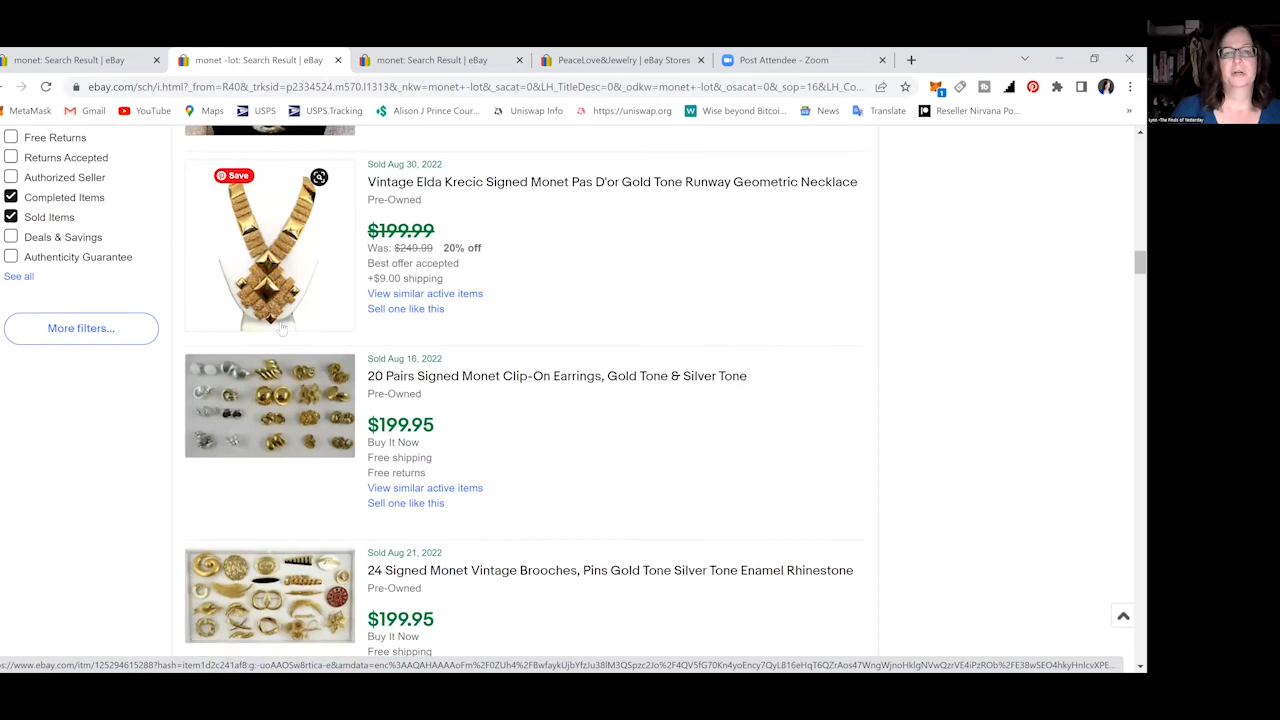 monet: Search Result | eBay
monet -lot: Search Result | eBay
monet: Search Result | eBay
PeaceLove&Jewelry | eBay Stores
Post Attendee - Zoom
ebay.com/sch/i.html?_from=R40&_trksid=p2334524.m570.l1313&_nkw=monet+-lot&_sacat=0&LH_TitleDesc=0&_odkw=monet+-lot&_osacat=0&_sop=16&LH_Co...
MetaMask
Gmail
YouTube
Maps
USPS
USPS.Tracking
Alison J Prince Cour...
Uniswap Info
https://uniswap.org
Wise beyond Bitcoi...
News
Translate
Reseller Nirvana Po...
Free Returns
Returns Accepted
Authorized Seller
Completed Items
Sold Items
Deals & Savings
Authenticity Guarantee
See all
More filters...
Save
Sold Aug 30, 2022
Vintage Elda Krecic Signed Monet Pas D'or Gold Tone Runway Geometric Necklace
Pre-Owned
$199.99
Was: $249.99 20% off
Best offer accepted
+$9.00 shipping
View similar active items
Sell one like this
Sold Aug 16, 2022
20 Pairs Signed Monet Clip-On Earrings, Gold Tone & Silver Tone
Pre-Owned
$199.95
Buy It Now
Free shipping
Free returns
View similar active items
Sell one like this
Sold Aug 21, 2022
24 Signed Monet Vintage Brooches, Pins Gold Tone Silver Tone Enamel Rhinestone
Pre-Owned
$199.95
Buy It Now
Free shipping
Lynn -The Finds of Yesterday